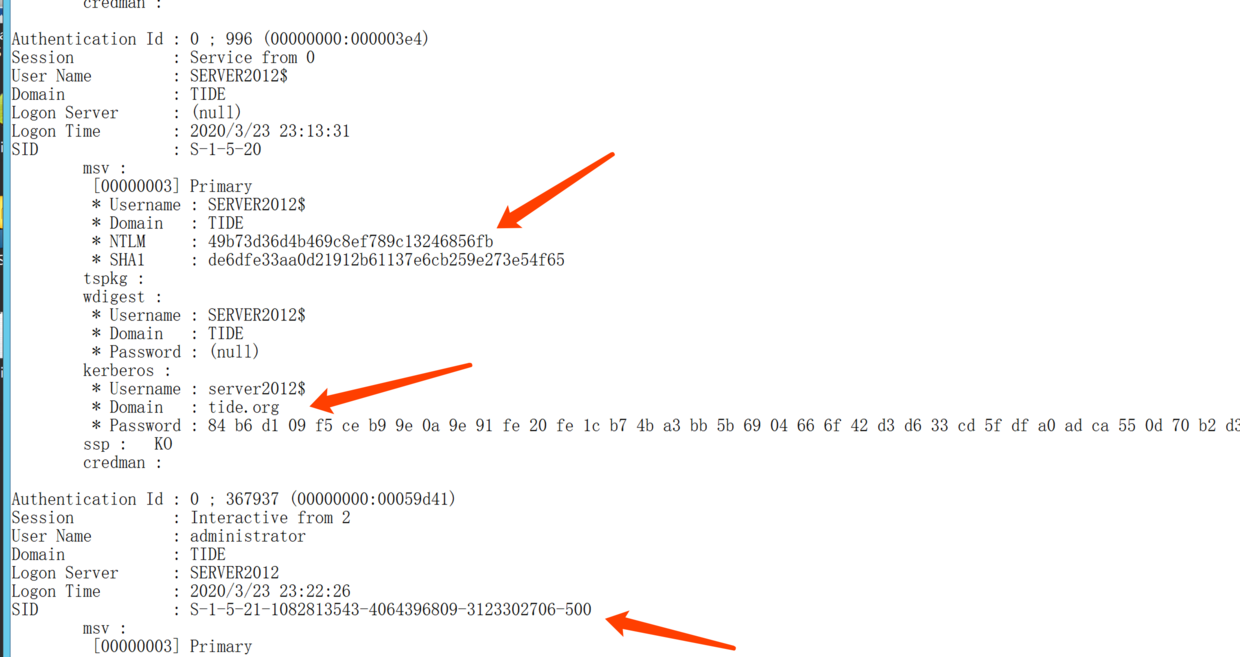 credman :
Authentication Id : 0 ; 996 (00000000:000003e4)
Session           : Service from 0
User Name         : SERVER2012$
Domain            : TIDE
Logon Server      : (null)
Logon Time        : 2020/3/23 23:13:31
SID               : S-1-5-20
msv :
[00000003] Primary
* Username : SERVER2012$
* Domain   : TIDE
* NTLM     : 49b73d36d4b469c8ef789c13246856fb
* SHA1     : de6dfe33aa0d21912b61137e6cb259e273e54f65
tspkg :
wdigest :
* Username : SERVER2012$
* Domain   : TIDE
* Password : (null)
kerberos :
* Username : server2012$
* Domain   : tide.org
* Password : 84 b6 d1 09 f5 ce b9 9e 0a 9e 91 fe 20 fe 1c b7 4b a3 bb 5b 69 04 66 6f 42 d3 d6 33 cd 5f df a0 ad ca 55 0d 70 b2 d3
ssp :   KO
credman :
Authentication Id : 0 ; 367937 (00000000:00059d41)
Session           : Interactive from 2
User Name         : administrator
Domain            : TIDE
Logon Server      : SERVER2012
Logon Time        : 2020/3/23 23:22:26
SID               : S-1-5-21-1082813543-4064396809-3123302706-500
msv :
[00000003] Primary